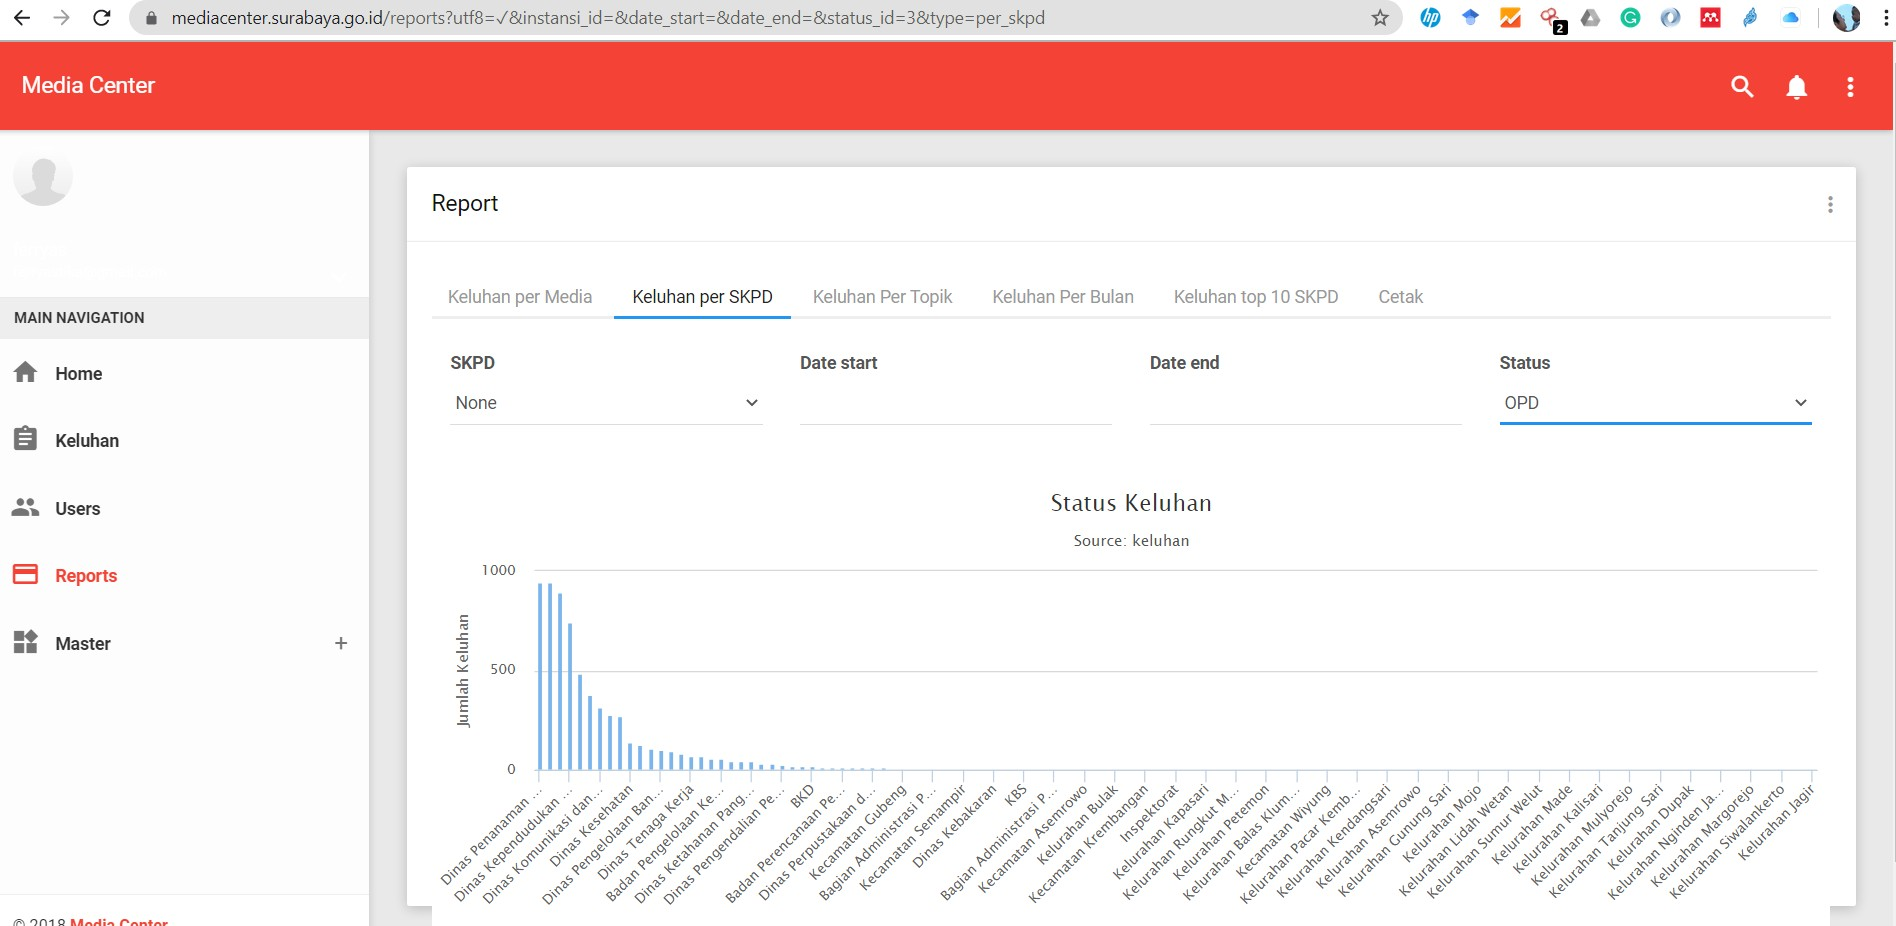 mediacenter.surabaya.go.id/reports?utf8=✓&instansi_id=&date_start=&date_end=&status_id=3&type=per_skpd
2
Media Center
Report
Keluhan per Media
Keluhan per SKPD
Keluhan Per Topik
Keluhan Per Bulan
Keluhan top 10 SKPD
Cetak
MAIN NAVIGATION
Home
Keluhan
Users
Reports
Master
+
© 2018 Media Center
SKPD
Date start
Date end
Status
None
OPD
Status Keluhan
Source: keluhan
Jumlah Keluhan
1000
500
0
Dinas Penanaman ...
Dinas Kependudukan ...
Dinas Komunikasi dan...
Dinas Kesehatan
Dinas Pengelolaan Ban...
Dinas Tenaga Kerja
Badan Pengelolaan Ke...
Dinas Ketahanan Pang...
Dinas Pengendalian Pe...
BKD
Badan Perencanaan Pe...
Dinas Perpustakaan d...
Kecamatan Gubeng
Bagian Administrasi P...
Kecamatan Semampir
Dinas Kebakaran
KBS
Bagian Administrasi P...
Kecamatan Asemrowo
Kelurahan Bulak
Kecamatan Krembangan
Inspektorat
Kelurahan Kapasari
Kelurahan Rungkut M...
Kelurahan Petemon
Kelurahan Balas Klum...
Kecamatan Wiyung
Kelurahan Pacar Kemb...
Kelurahan Kendangsari
Kelurahan Asemrowo
Kelurahan Gunung Sari
Kelurahan Mojo
Kelurahan Lidah Wetan
Kelurahan Sumur Welut
Kelurahan Made
Kelurahan Kalisari
Kelurahan Mulyorejo
Kelurahan Tanjung Sari
Kelurahan Dupak
Kelurahan Nginden Ja...
Kelurahan Margorejo
Kelurahan Siwalankerto
Kelurahan Jagir